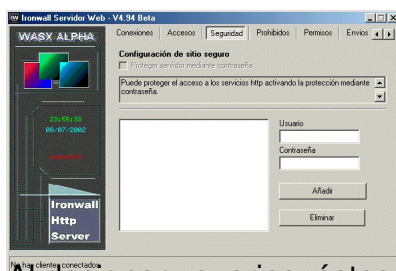 Ironwall Servidor Web - V4.94 Beta
WASX ALPHA
Conexiones Accesos Seguridad Prohibidos Permisos Envios
Configuración de sitio seguro
Proteger servidor mediante contraseña
Puede proteger el acceso a los servicios http activando la protección mediante
contraseña.
23:55:33
08/07/2002
Usuario
Contraseña
Añadir
Eliminar
Ironwall
Http
Server
No hay clientes conectados